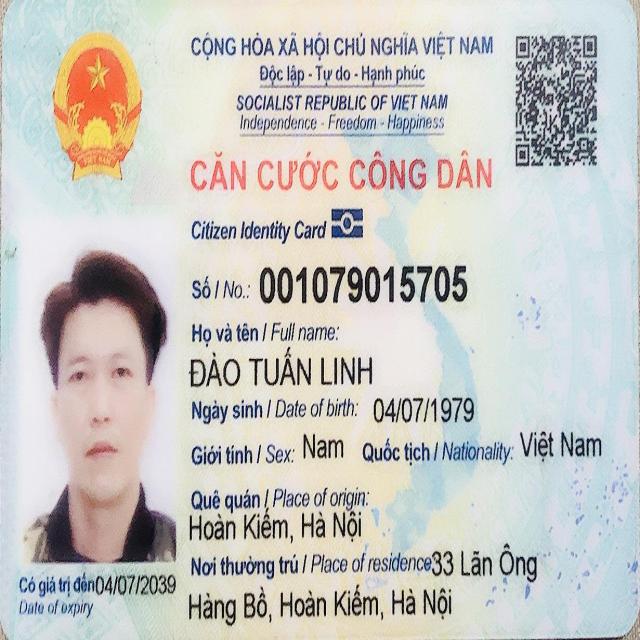 CỘNG HÒA XÃ HỘI CHỦ NGHĨA VIỆT NAM
Độc lập - Tự do - Hạnh phúc
SOCIALIST REPUBLIC OF VIET NAM
Independence - Freedom - Happiness
CĂN CƯỚC CÔNG DÂN
Citizen Identity Card
Số / No.: 001079015705
Họ và tên / Full name:
ĐÀO TUẤN LINH
Ngày sinh / Date of birth: 04/07/1979
Giới tính / Sex: Nam Quốc tịch / Nationality: Việt Nam
Quê quán / Place of origin:
Hoàn Kiếm, Hà Nội
Nơi thường trú / Place of residence 33 Lãn Ông
Hàng Bồ, Hoàn Kiếm, Hà Nội
Có giá trị đến 04/07/2039
Date of expiry